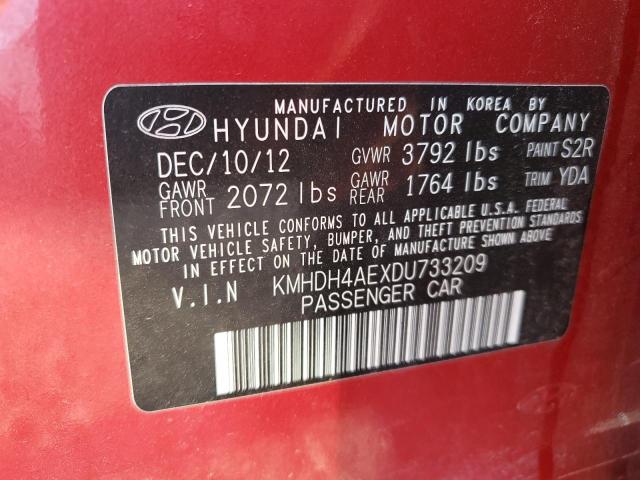 MANUFACTURED IN KOREA BY
HYUNDAI MOTOR COMPANY
DEC/10/12 GVWR 3792 lbs PAINT S2R
GAWR FRONT 2072 lbs GAWR REAR 1764 lbs TRIM YDA
THIS VEHICLE CONFORMS TO ALL APPLICABLE U.S.A. FEDERAL
MOTOR VEHICLE SAFETY, BUMPER, AND THEFT PREVENTION STANDARDS
IN EFFECT ON THE DATE OF MANUFACTURE SHOWN ABOVE
V.I.N KMHDH4AEXDU733209
PASSENGER CAR